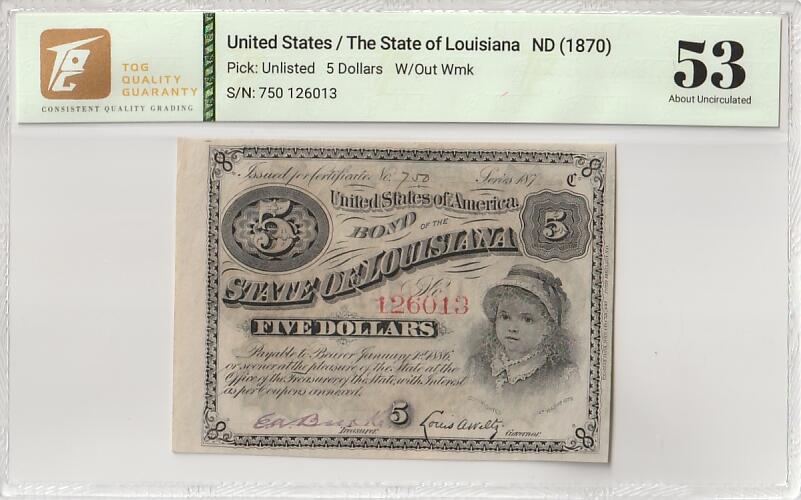 TQG
QUALITY
GUARANTY
CONSISTENT QUALITY GRADING
United States / The State of Louisiana ND (1870)
Pick: Unlisted 5 Dollars W/Out Wmk
S/N: 750 126013
53
About Uncirculated
Issued for Certificate No. 750 Series 187 C
United States of America
5
5
BOND OF THE
STATE OF LOUISIANA
No.
126013
FIVE DOLLARS
Payable to Bearer January 1st 1886
or sooner at the pleasure of the State at the
Office of the Treasurer of the State, with Interest
as per Coupons annexed.
5
Louis A. Wiltz
Treasurer. Governor.